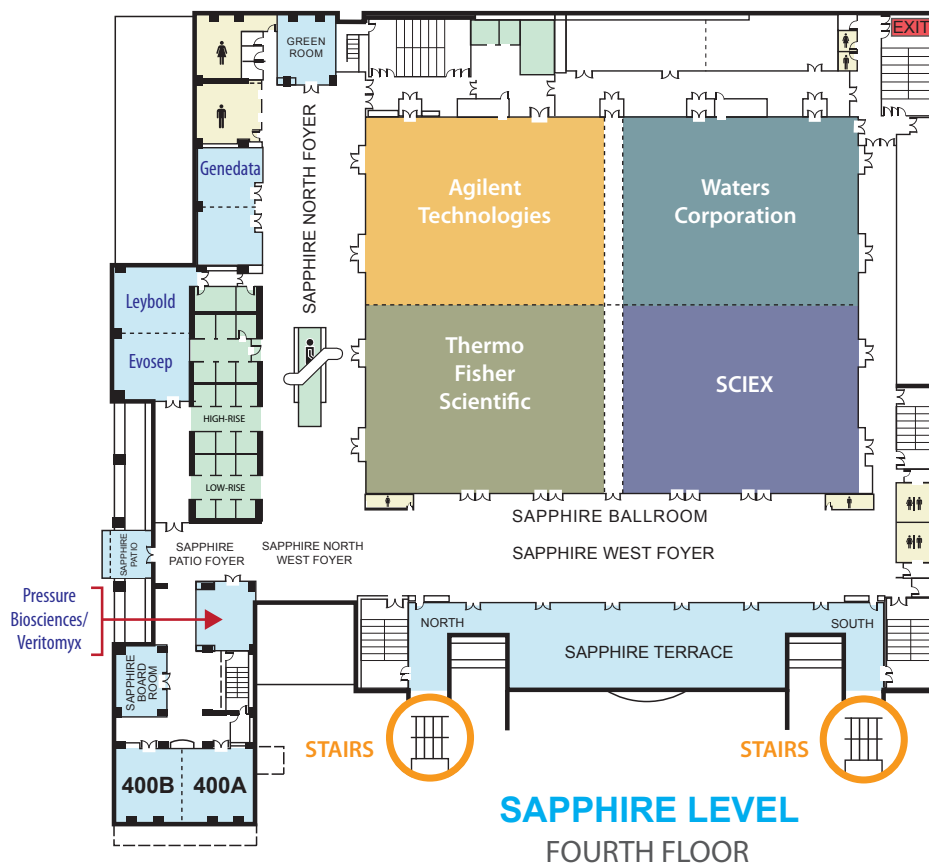 EXIT
GREEN
ROOM
SAPPHIRE NORTH FOYER
Genedata
Agilent
Technologies
Waters
Corporation
Leybold
Evosep
Thermo
Fisher
Scientific
SCIEX
HIGH-RISE
LOW-RISE
SAPPHIRE BALLROOM
SAPPHIRE
PATIO
SAPPHIRE
PATIO FOYER
SAPPHIRE NORTH
WEST FOYER
SAPPHIRE WEST FOYER
Pressure
Biosciences/
Veritomyx
NORTH
SOUTH
SAPPHIRE TERRACE
SAPPHIRE
BOARD
ROOM
STAIRS
STAIRS
400B
400A
SAPPHIRE LEVEL
FOURTH FLOOR